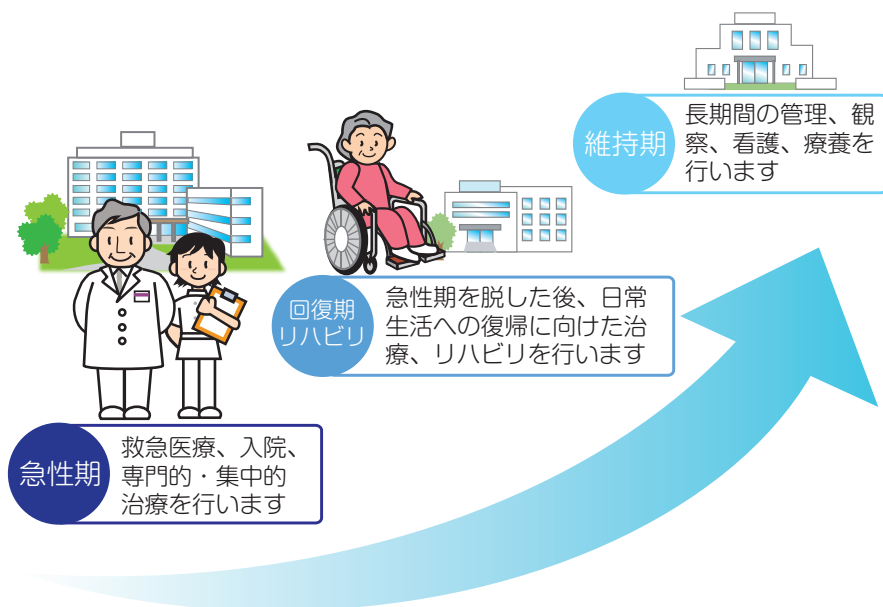 維持期
長期間の管理、観
察、看護、療養を
行います
回復期
リハビリ
急性期を脱した後、日常
生活への復帰に向けた治
療、リハビリを行います
急性期
救急医療、入院、
専門的・集中的
治療を行います